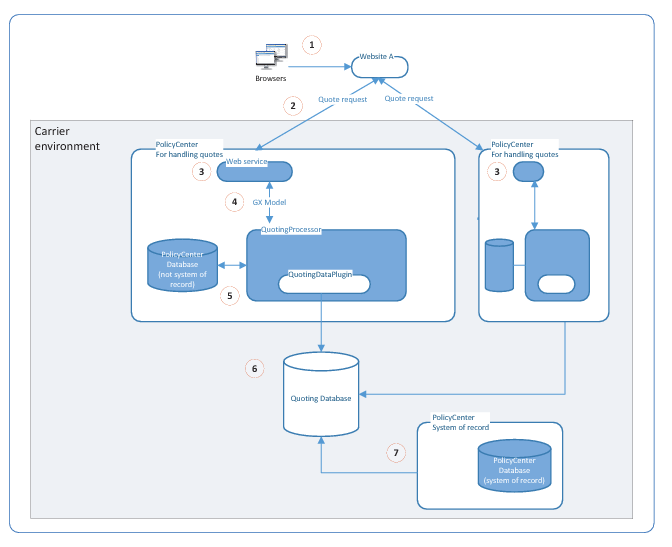 1
Website A
Browsers
2
Quote request
Quote request
Carrier
environment
PolicyCenter
For handling quotes
3
Web service
4
GX Model
QuotingProcessor
PolicyCenter
Database
(not system of
record)
QuotingDataPlugin
5
PolicyCenter
For handling quotes
3
6
Quoting Database
PolicyCenter
System of record
7
PolicyCenter
Database
(system of record)